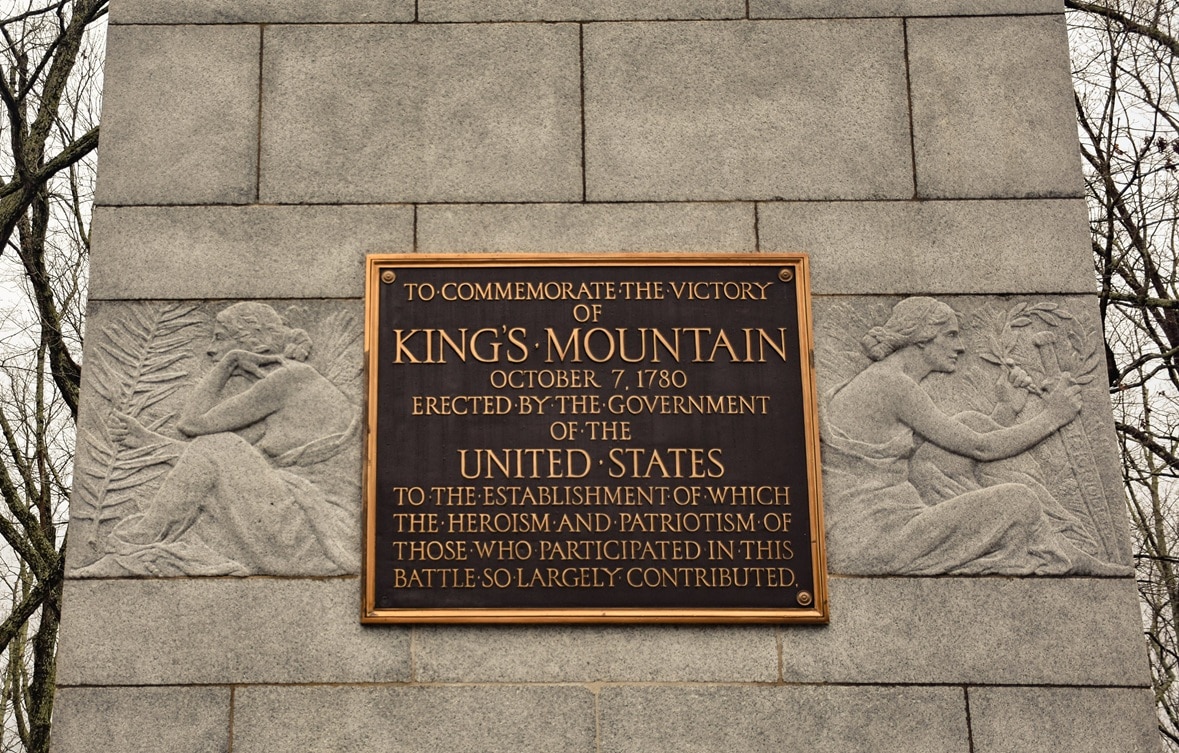 TO·COMMEMORATE·THE·VICTORY
OF
KING'S·MOUNTAIN
OCTOBER 7, 1780
ERECTED·BY·THE·GOVERNMENT
OF·THE
UNITED·STATES
TO·THE·ESTABLISHMENT·OF·WHICH
THE·HEROISM·AND·PATRIOTISM·OF
THOSE·WHO·PARTICIPATED·IN·THIS
BATTLE·SO·LARGELY·CONTRIBUTED.